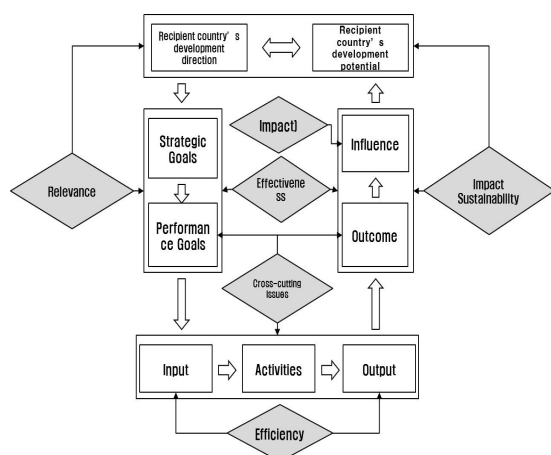 Recipient country's
development
direction
Recipient
country's
development
potential
Strategic
Goals
Impact)
Influence
Relevance
Effectivene
ss
Impact
Sustainability
Performan
ce Goals
Outcome
Cross-cutting
issues
Input
Activities
Output
Efficiency